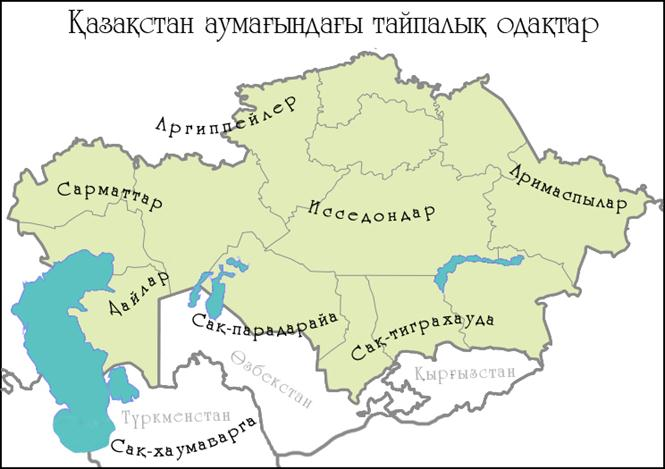 Қазақстан аумағындағы тайпалық одақтар
Аргиппейлер
Сарматтар
Исседондар
Аримаспылар
Дайлар
Сақ-парадарайа
Сақ-тиграхауда
Өзбекстан
Қырғызстан
Түркменстан
Сақ-хаумаварга